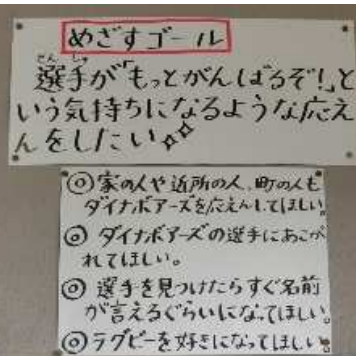 めざすゴール
せん しゅ
選手が「もっとがんばるぞ!」と
いう気持ちになるような応え
んをしたい
◎ 家の人や近所の人、町の人も
ダイナボアーズを応えんしてほしい。
◎ ダイナボアーズの選手にあこが
れてほしい。
◎ 選手を見つけたらすぐ名前
が言えるぐらいになってほしい。
◎ ラグビーを好きになってほしい